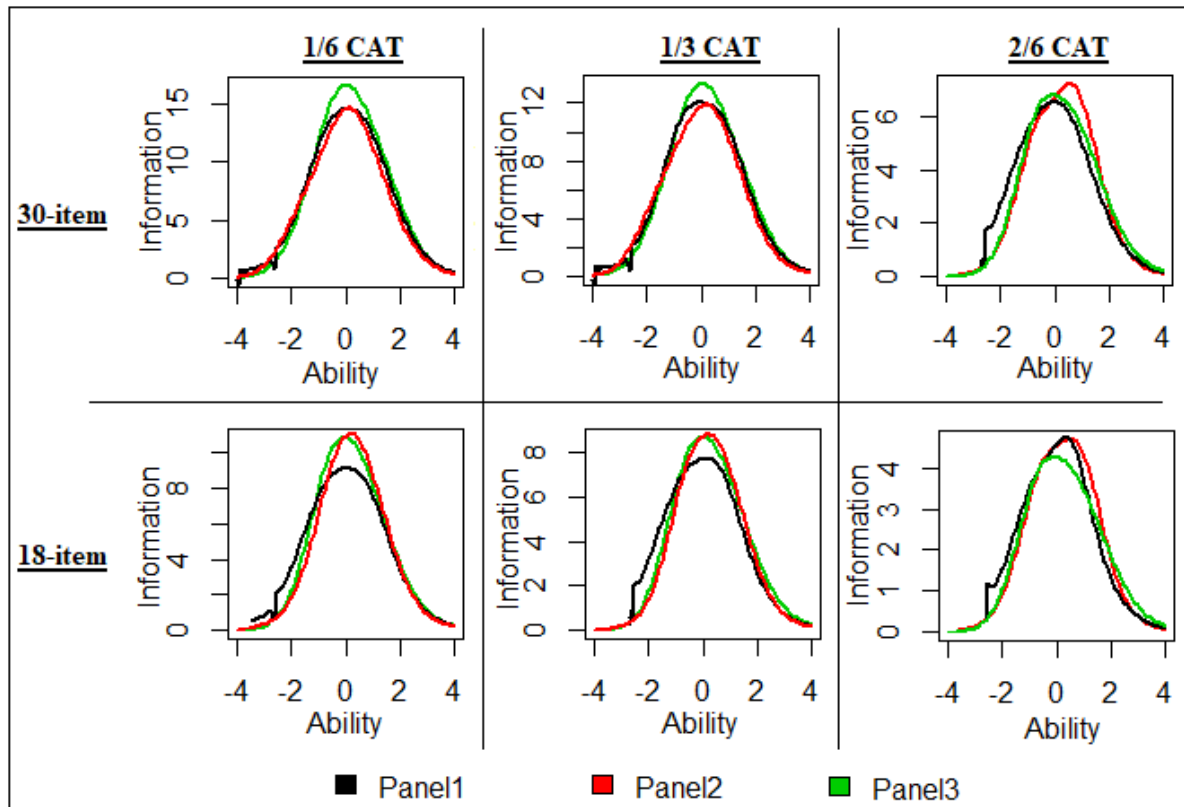 1/6 CAT 1/3 CAT 2/6 CAT
30-item
Information
0 5 10 15
-4 -2 0 2 4
Ability
Information
0 4 8 12
-4 -2 0 2 4
Ability
Information
0 2 4 6
-4 -2 0 2 4
Ability
18-item
Information
0 4 8
-4 -2 0 2 4
Ability
Information
0 2 4 6 8
-4 -2 0 2 4
Ability
Information
0 1 2 3 4
-4 -2 0 2 4
Ability
Panel1 Panel2 Panel3